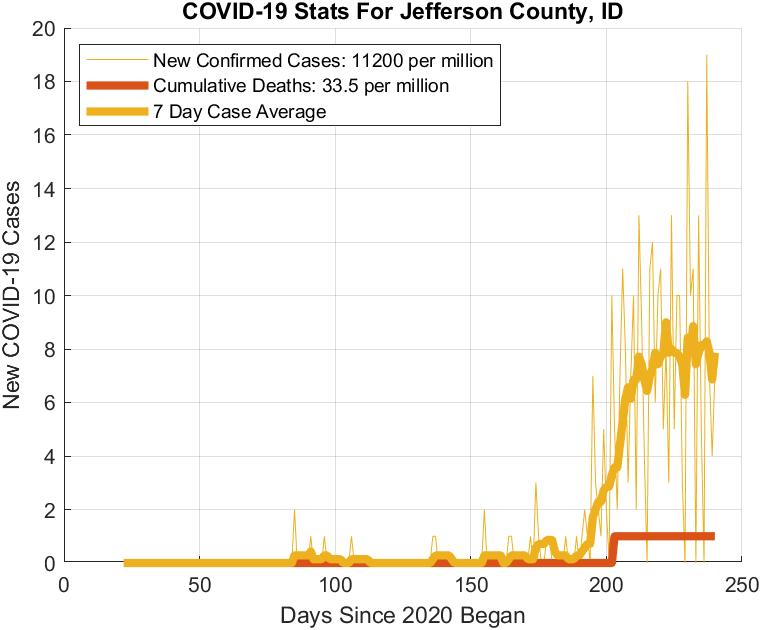 COVID-19 Stats For Jefferson County, ID
20
18
16
14
12
10
8
6
4
2
0
New COVID-19 Cases
New Confirmed Cases: 11200 per million
Cumulative Deaths: 33.5 per million
7 Day Case Average
0 50 100 150 200 250
Days Since 2020 Began